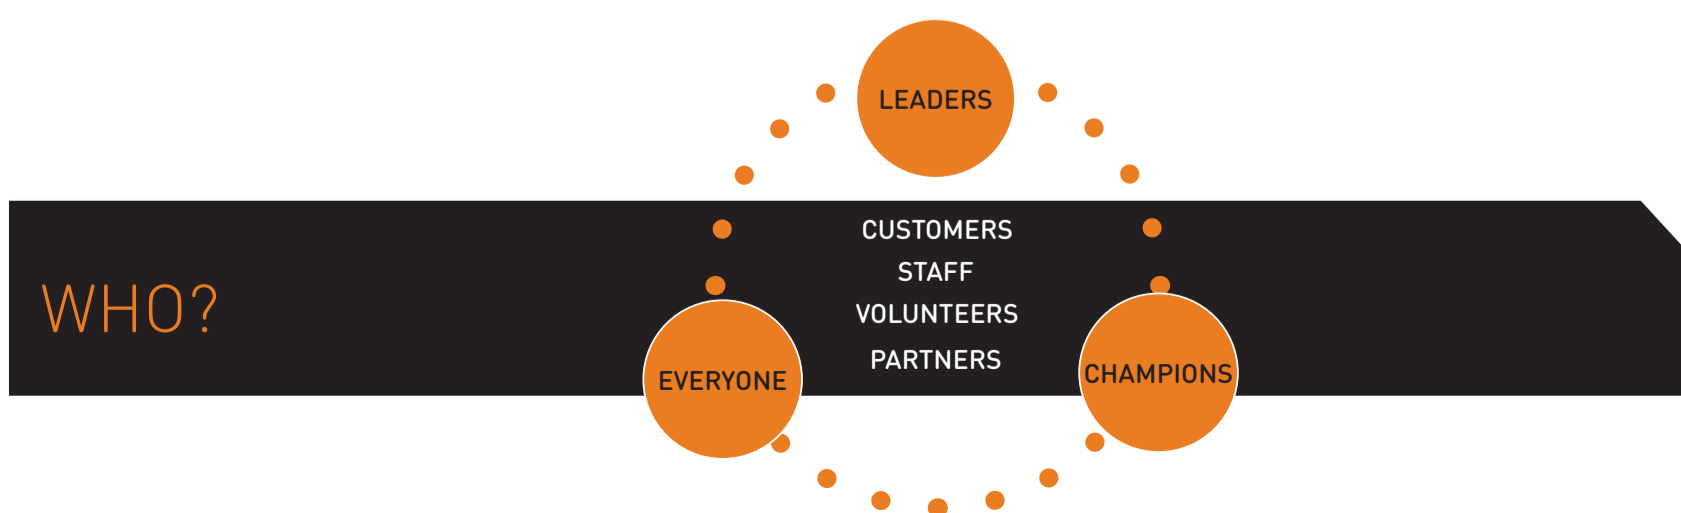 LEADERS
CUSTOMERS
STAFF
WHO?
VOLUNTEERS
PARTNERS
EVERYONE
CHAMPIONS